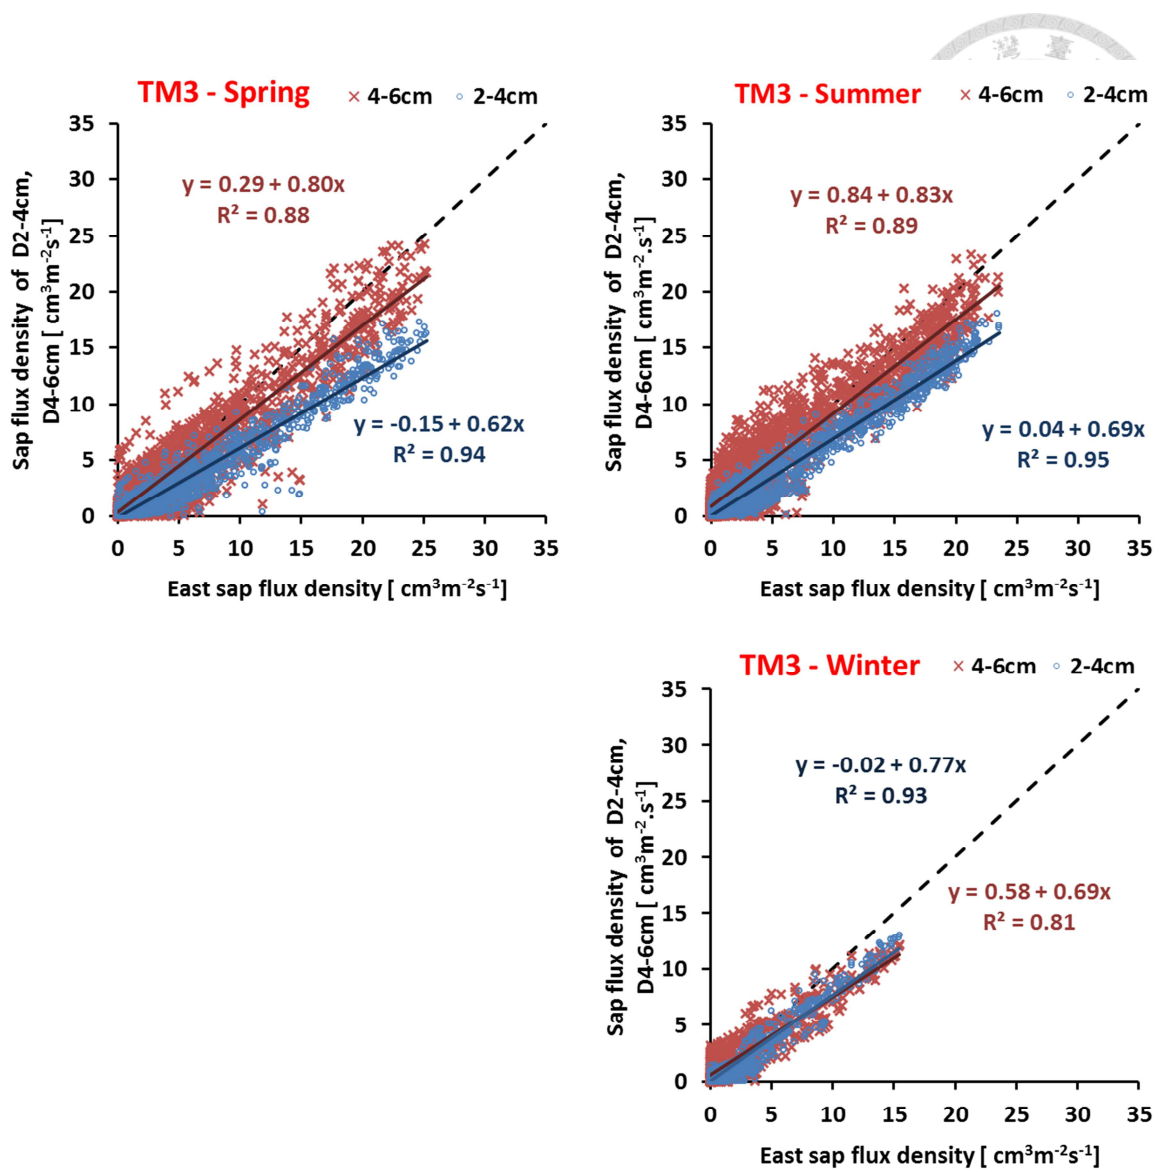 灣 臺
TM3 - Spring × 4-6cm ○ 2-4cm
Sap flux density of D2-4cm,
D4-6cm [ cm³m⁻²s⁻¹]
35
30
25
20
15
10
5
0
y = 0.29 + 0.80x
R² = 0.88
y = -0.15 + 0.62x
R² = 0.94
0 5 10 15 20 25 30 35
East sap flux density [ cm³m⁻²s⁻¹]
TM3 - Summer × 4-6cm ○ 2-4cm
Sap flux density of D2-4cm,
D4-6cm [ cm³m⁻².s⁻¹]
35
30
25
20
15
10
5
0
y = 0.84 + 0.83x
R² = 0.89
y = 0.04 + 0.69x
R² = 0.95
0 5 10 15 20 25 30 35
East sap flux density [ cm³m⁻²s⁻¹]
TM3 - Winter × 4-6cm ○ 2-4cm
Sap flux density of D2-4cm,
D4-6cm [ cm³m⁻².s⁻¹]
35
30
25
20
15
10
5
0
y = -0.02 + 0.77x
R² = 0.93
y = 0.58 + 0.69x
R² = 0.81
0 5 10 15 20 25 30 35
East sap flux density [ cm³m⁻²s⁻¹]